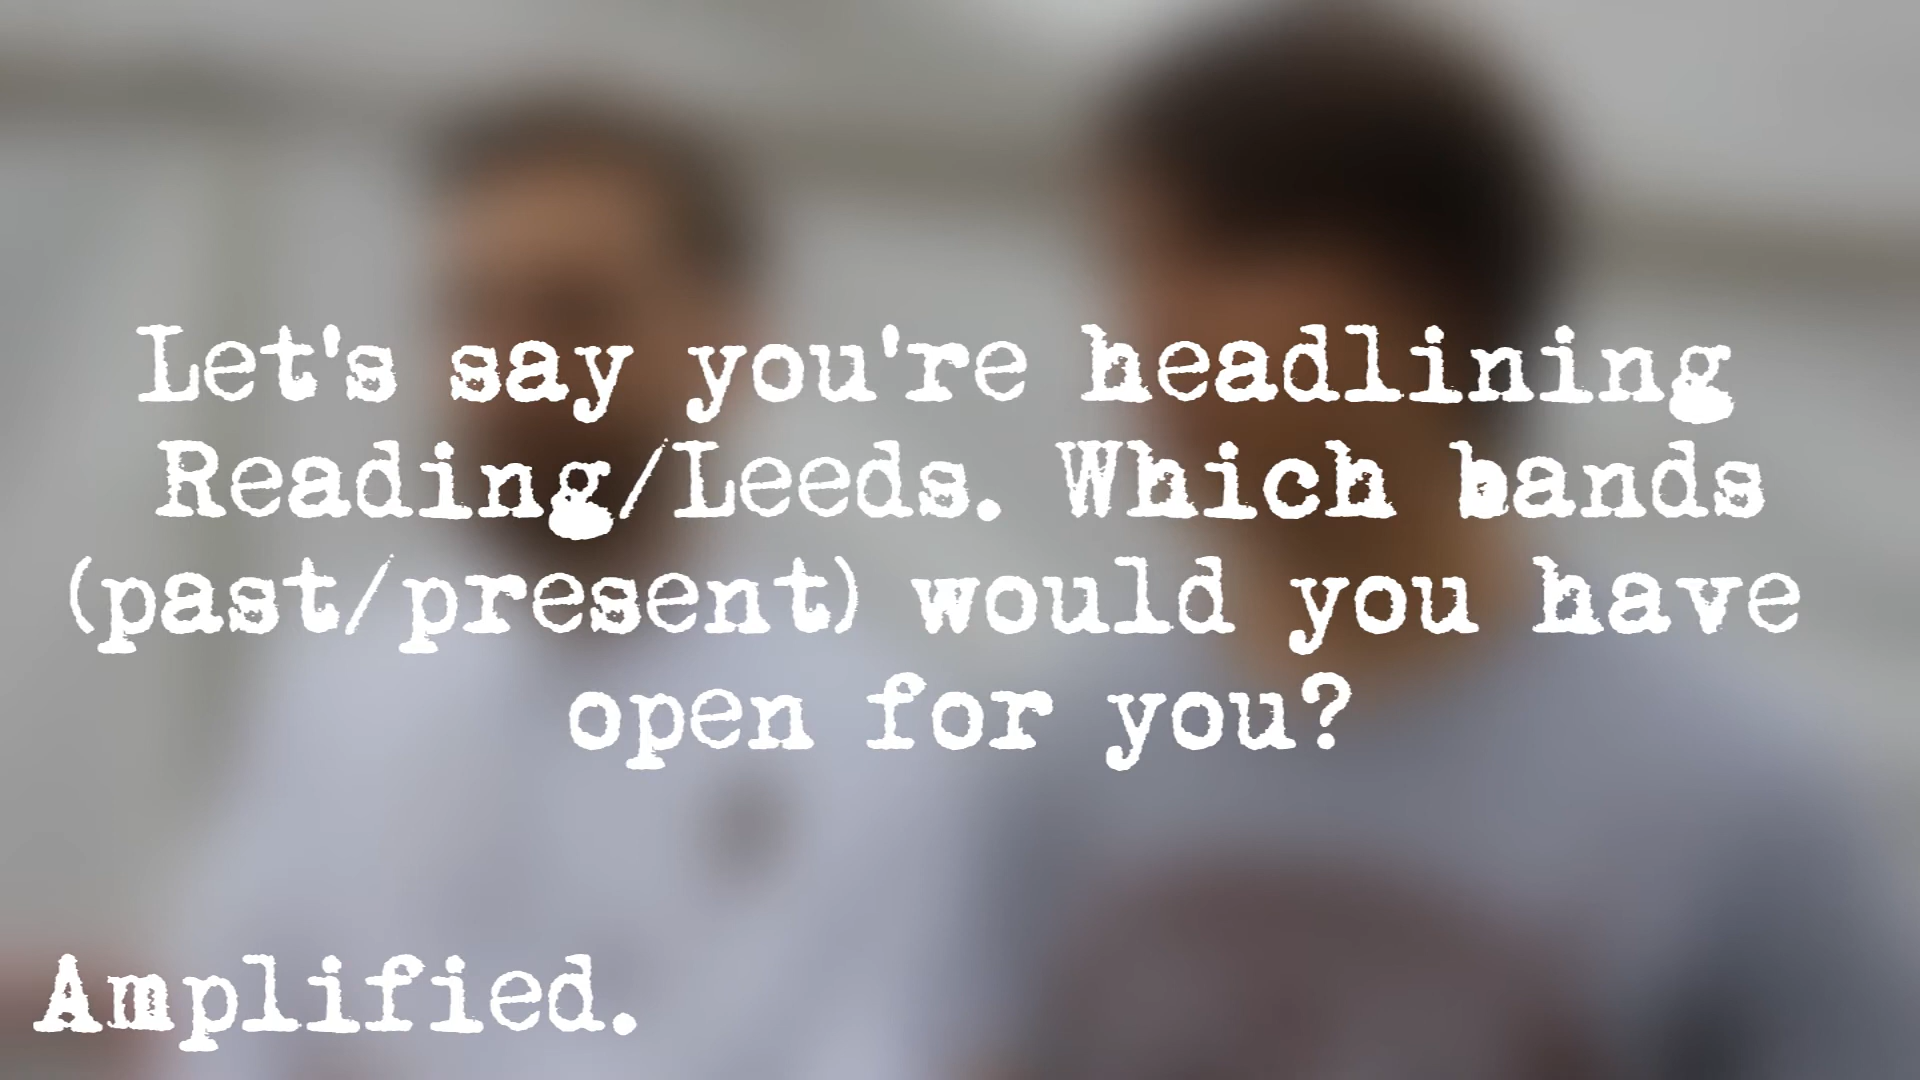 Let's say you're headlining
Reading/Leeds. Which bands
(past/present) would you have
open for you?
Amplified.